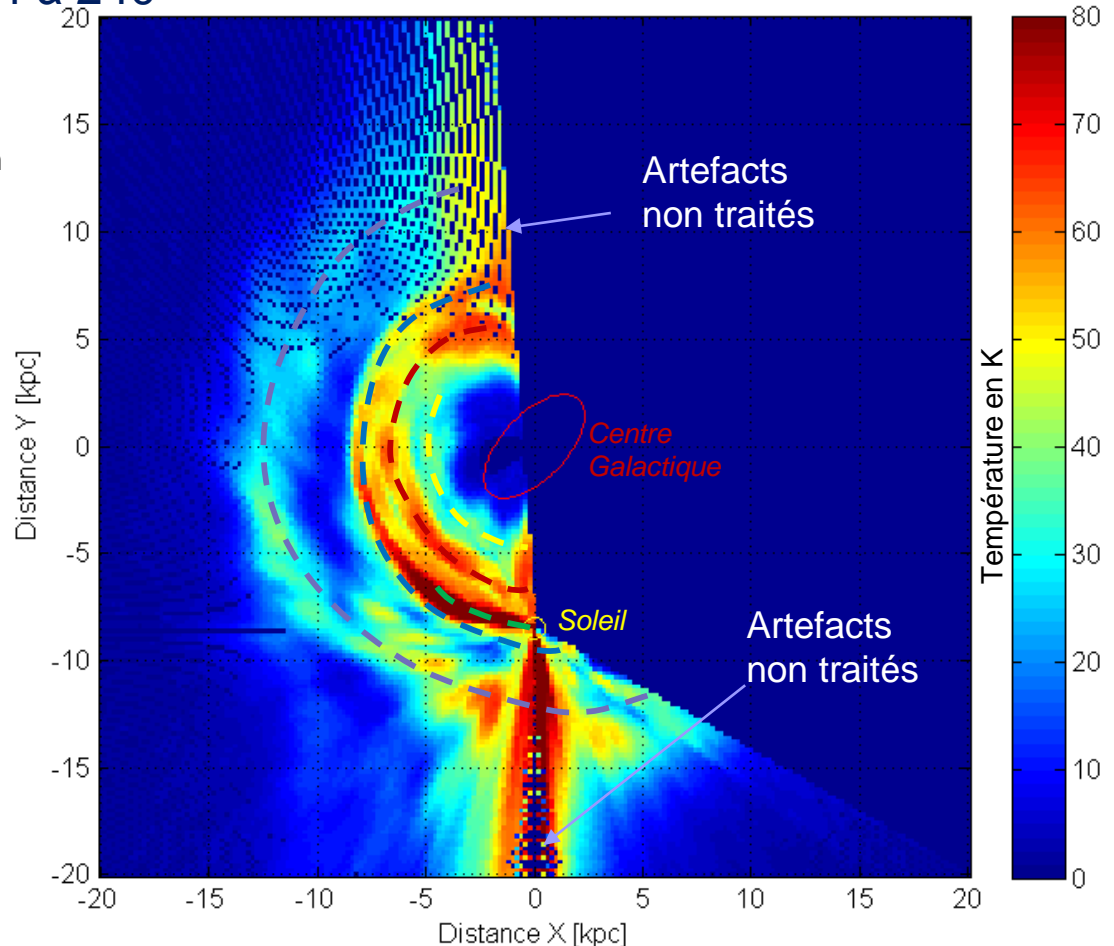 20
15
10
5
0
-5
-10
-15
-20
Distance Y [kpc]
Artefacts
non traités
Centre
Galactique
Soleil
Artefacts
non traités
-20 -15 -10 -5 0 5 10 15 20
Distance X [kpc]
80
70
60
50
40
30
20
10
0
Température en K